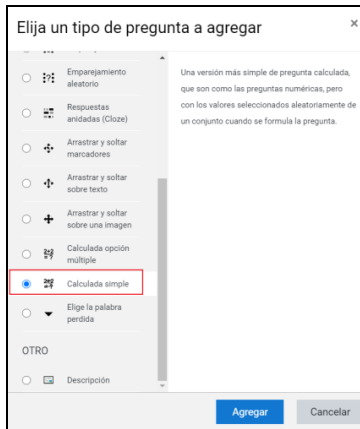 Elija un tipo de pregunta a agregar
×
Emparejamiento
aleatorio
Respuestas
anidadas (Cloze)
Arrastrar y soltar
marcadores
Arrastrar y soltar
sobre texto
Arrastrar y soltar
sobre una imagen
Calculada opción
múltiple
Calculada simple
Elige la palabra
perdida
OTRO
Descripción
Una versión más simple de pregunta calculada,
que son como las preguntas numéricas, pero
con los valores seleccionados aleatoriamente de
un conjunto cuando se formula la pregunta.
Agregar
Cancelar